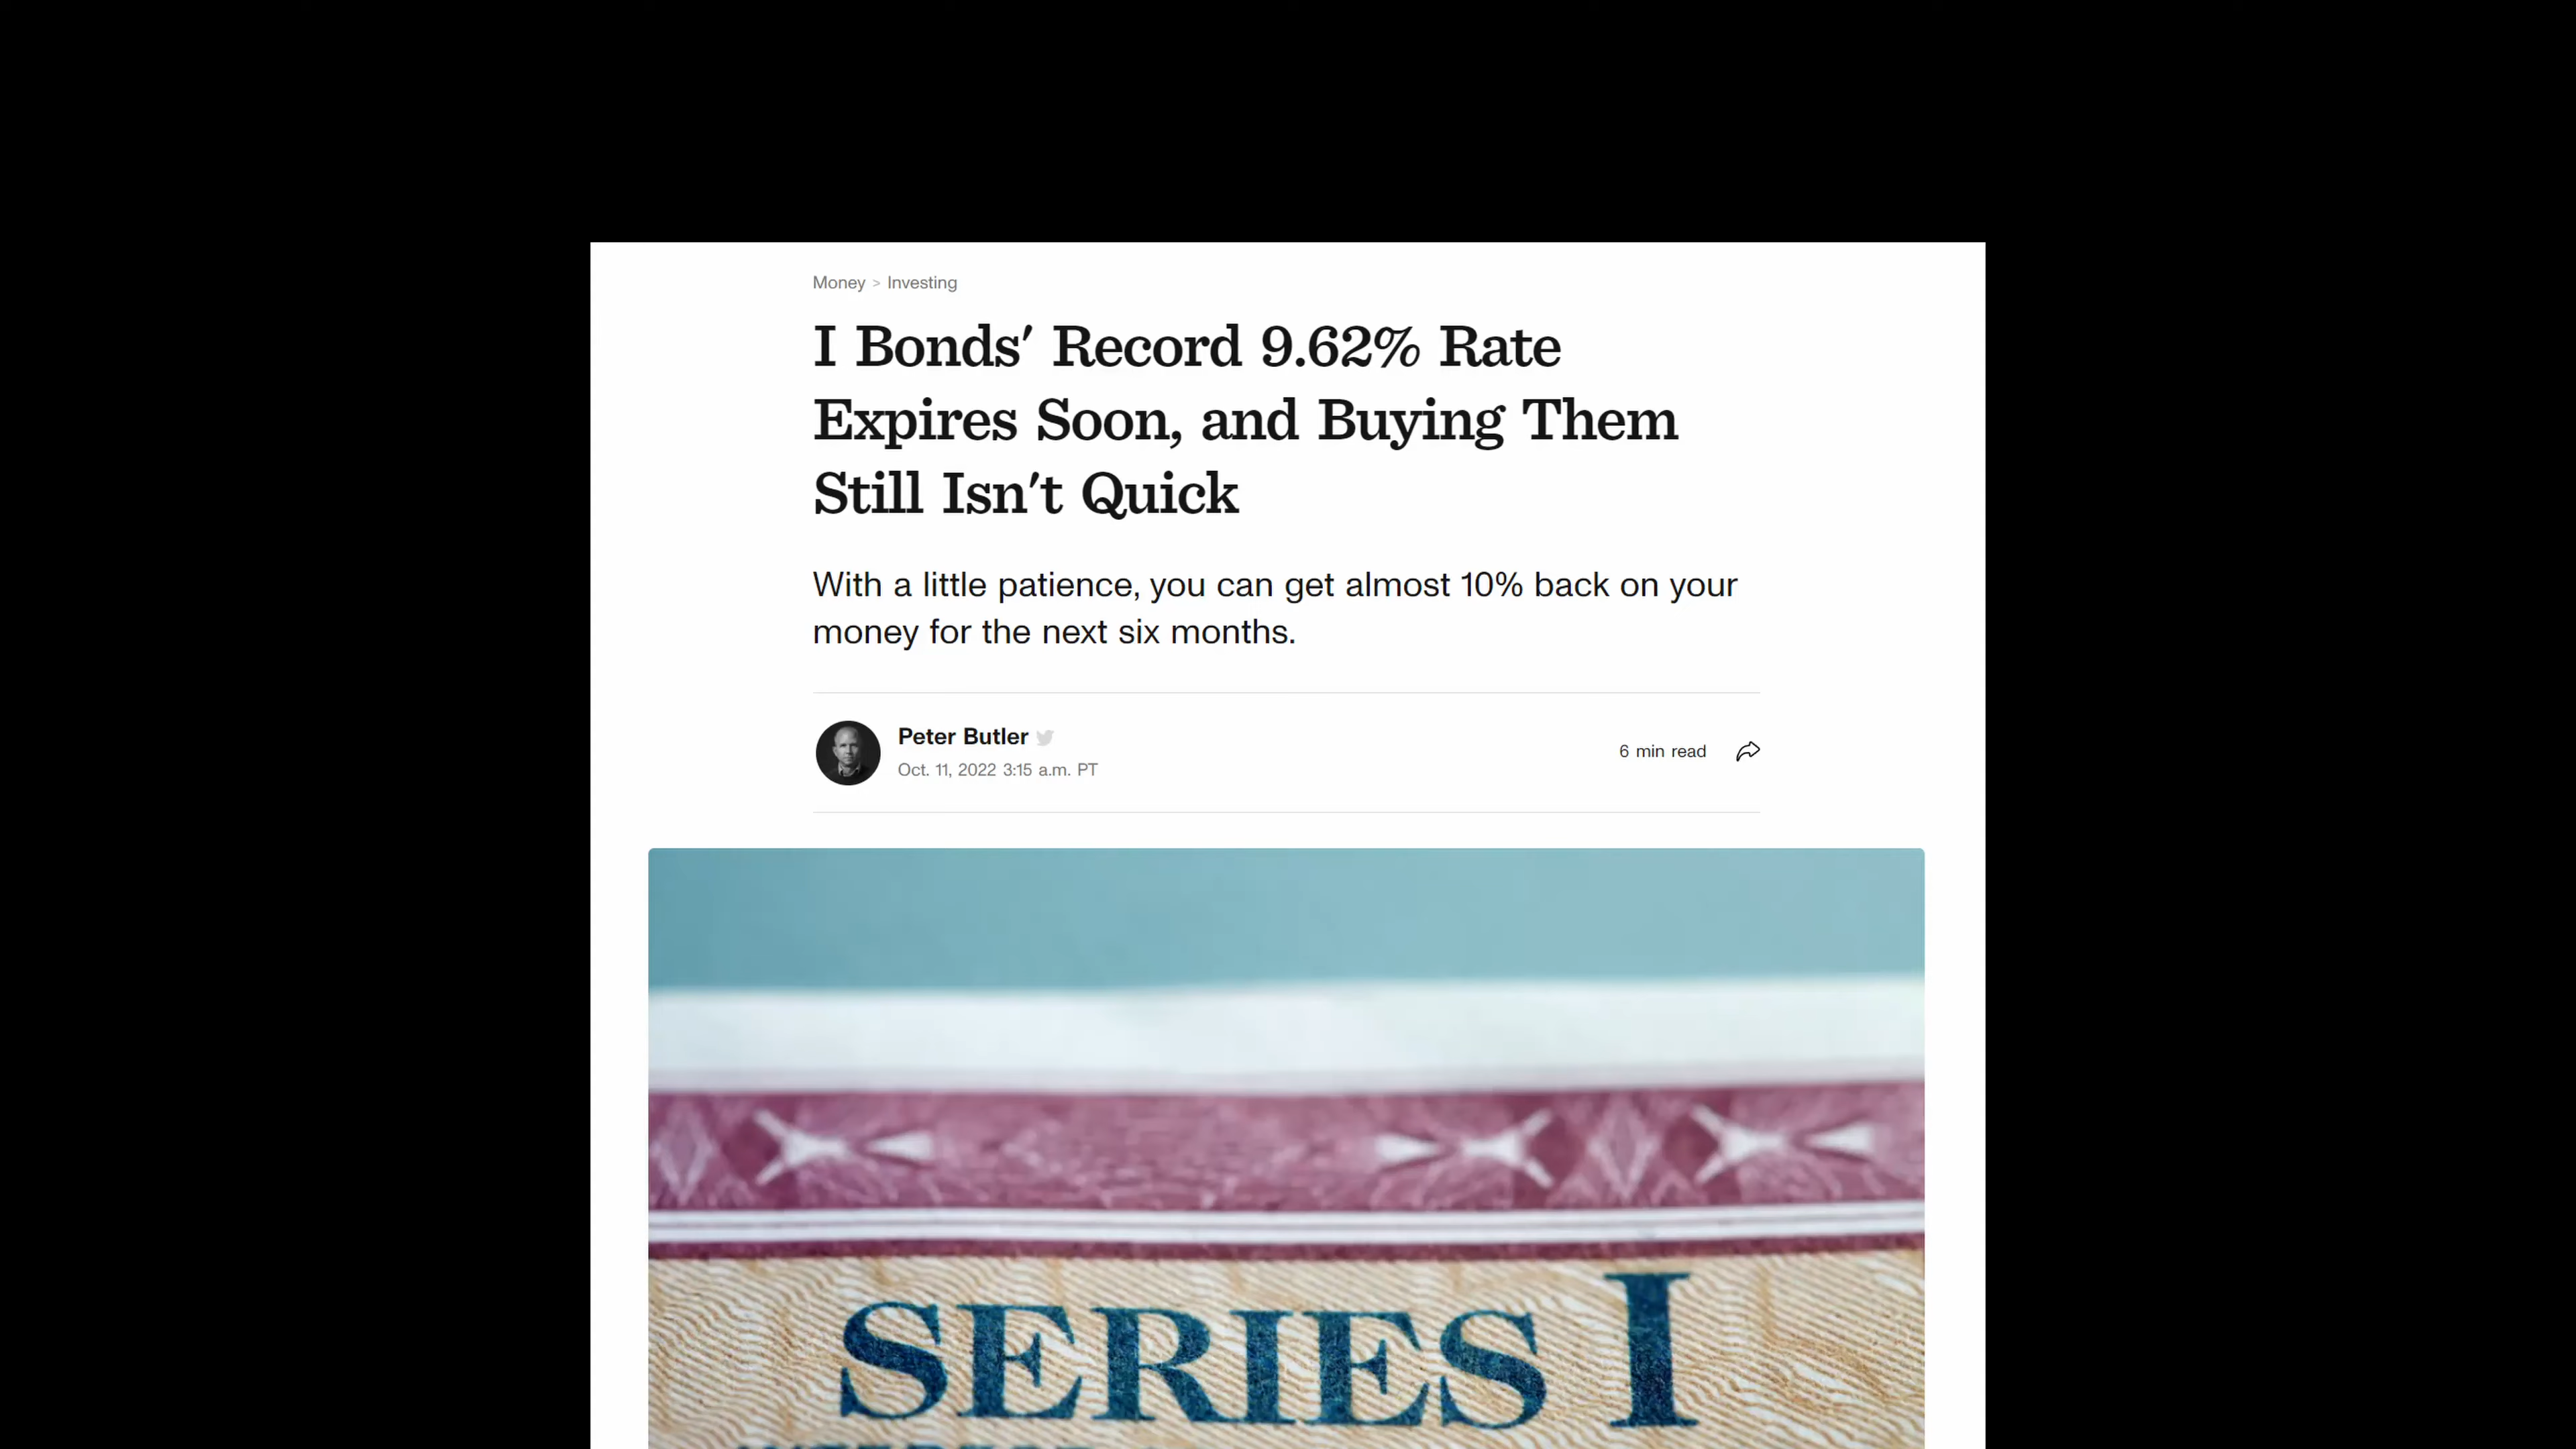 Money > Investing
I Bonds' Record 9.62% Rate
Expires Soon, and Buying Them
Still Isn't Quick
With a little patience, you can get almost 10% back on your
money for the next six months.
Peter Butler
6 min read
Oct. 11, 2022 3:15 a.m. PT
SERIES I